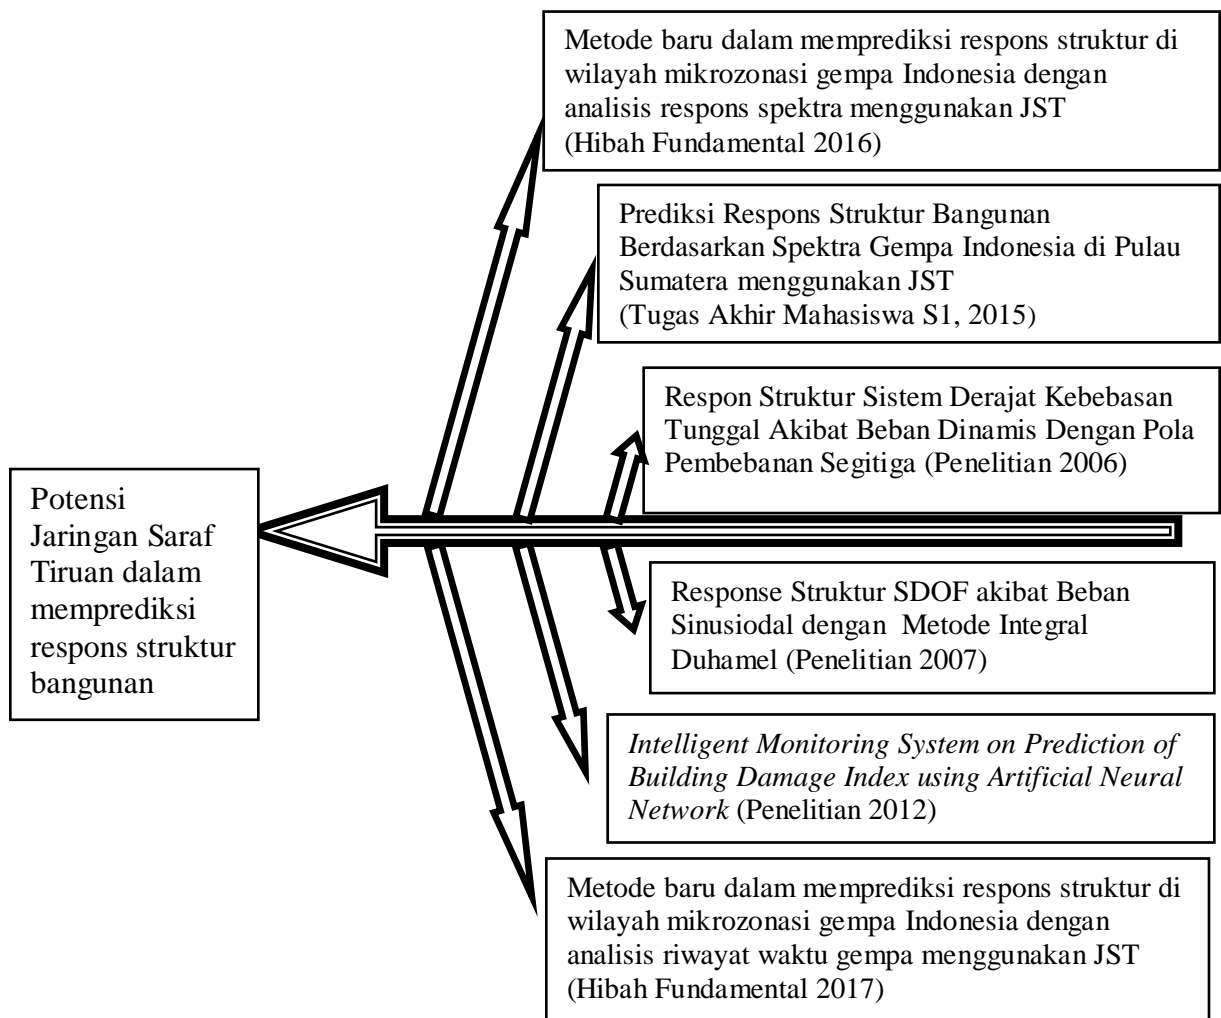 Metode baru dalam memprediksi respons struktur di
wilayah mikrozonasi gempa Indonesia dengan
analisis respons spektra menggunakan JST
(Hibah Fundamental 2016)
Prediksi Respons Struktur Bangunan
Berdasarkan Spektra Gempa Indonesia di Pulau
Sumatera menggunakan JST
(Tugas Akhir Mahasiswa S1, 2015)
Respon Struktur Sistem Derajat Kebebasan
Tunggal Akibat Beban Dinamis Dengan Pola
Pembebanan Segitiga (Penelitian 2006)
Potensi
Jaringan Saraf
Tiruan dalam
memprediksi
respons struktur
bangunan
Response Struktur SDOF akibat Beban
Sinusiodal dengan Metode Integral
Duhamel (Penelitian 2007)
Intelligent Monitoring System on Prediction of
Building Damage Index using Artificial Neural
Network (Penelitian 2012)
Metode baru dalam memprediksi respons struktur di
wilayah mikrozonasi gempa Indonesia dengan
analisis riwayat waktu gempa menggunakan JST
(Hibah Fundamental 2017)